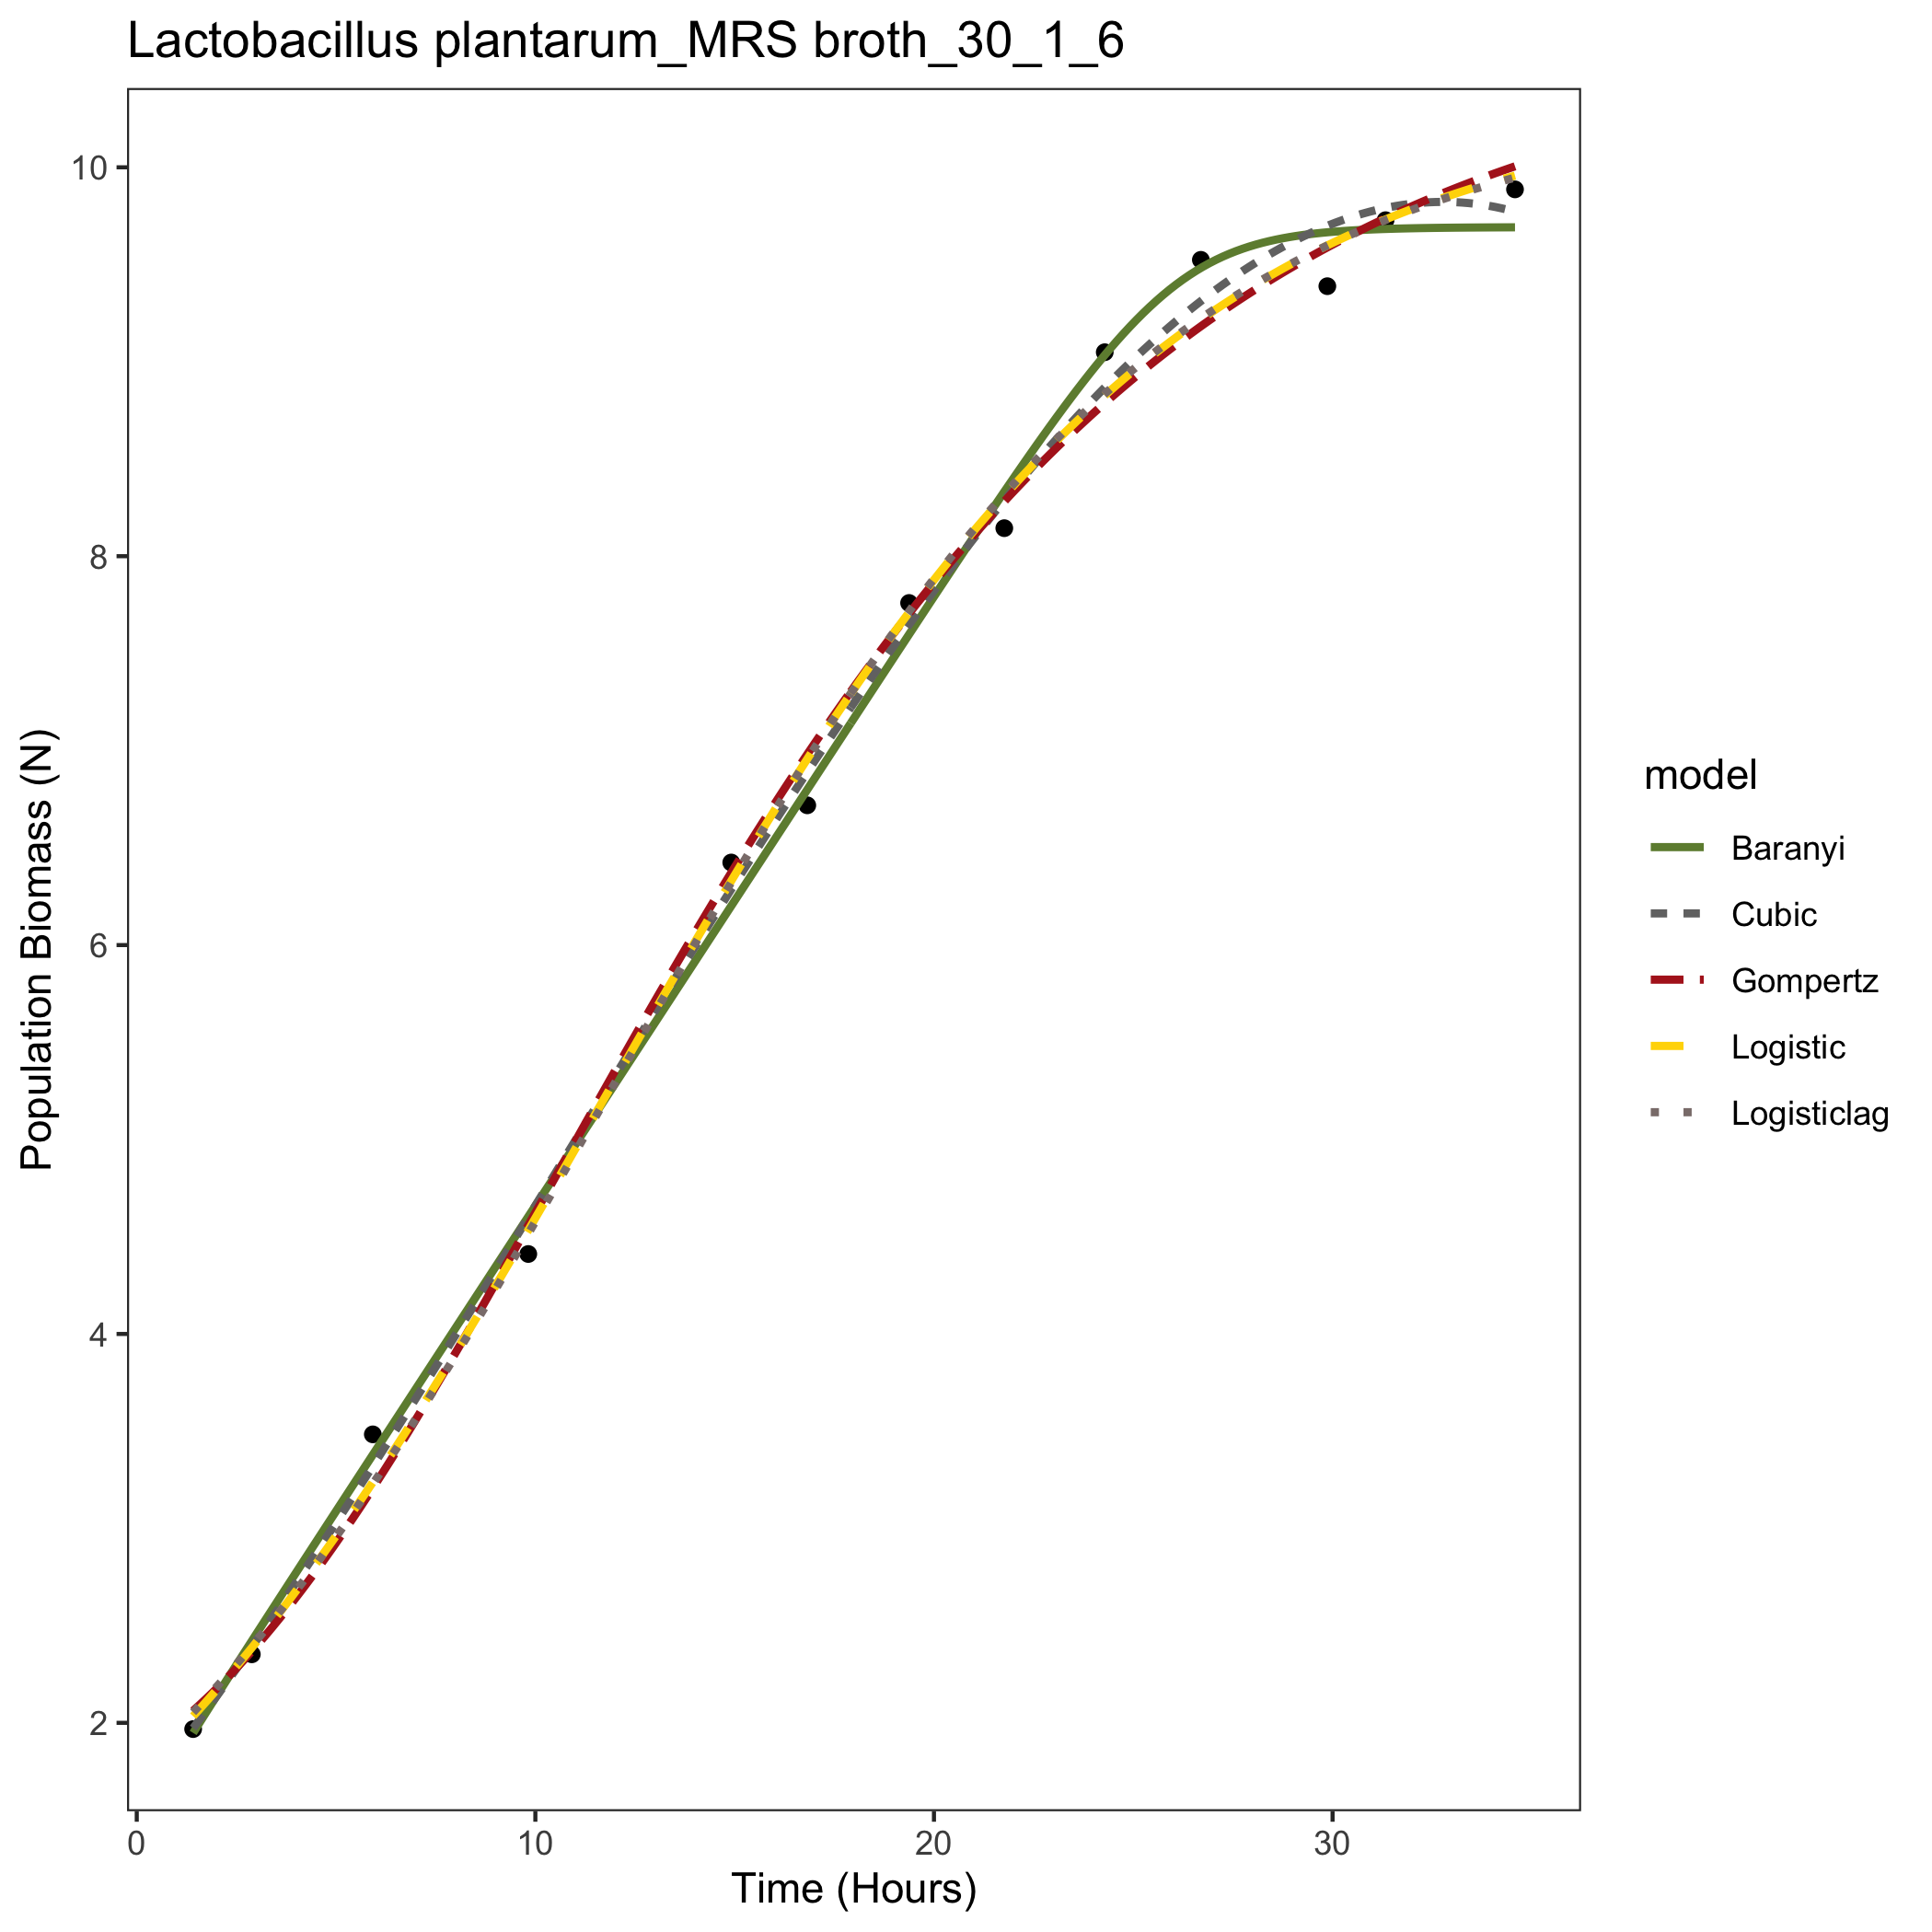 Lactobacillus plantarum_MRS broth_30_1_6
10
8
6
4
2
Population Biomass (N)
0 10 20 30
Time (Hours)
model
Baranyi
Cubic
Gompertz
Logistic
Logisticlag